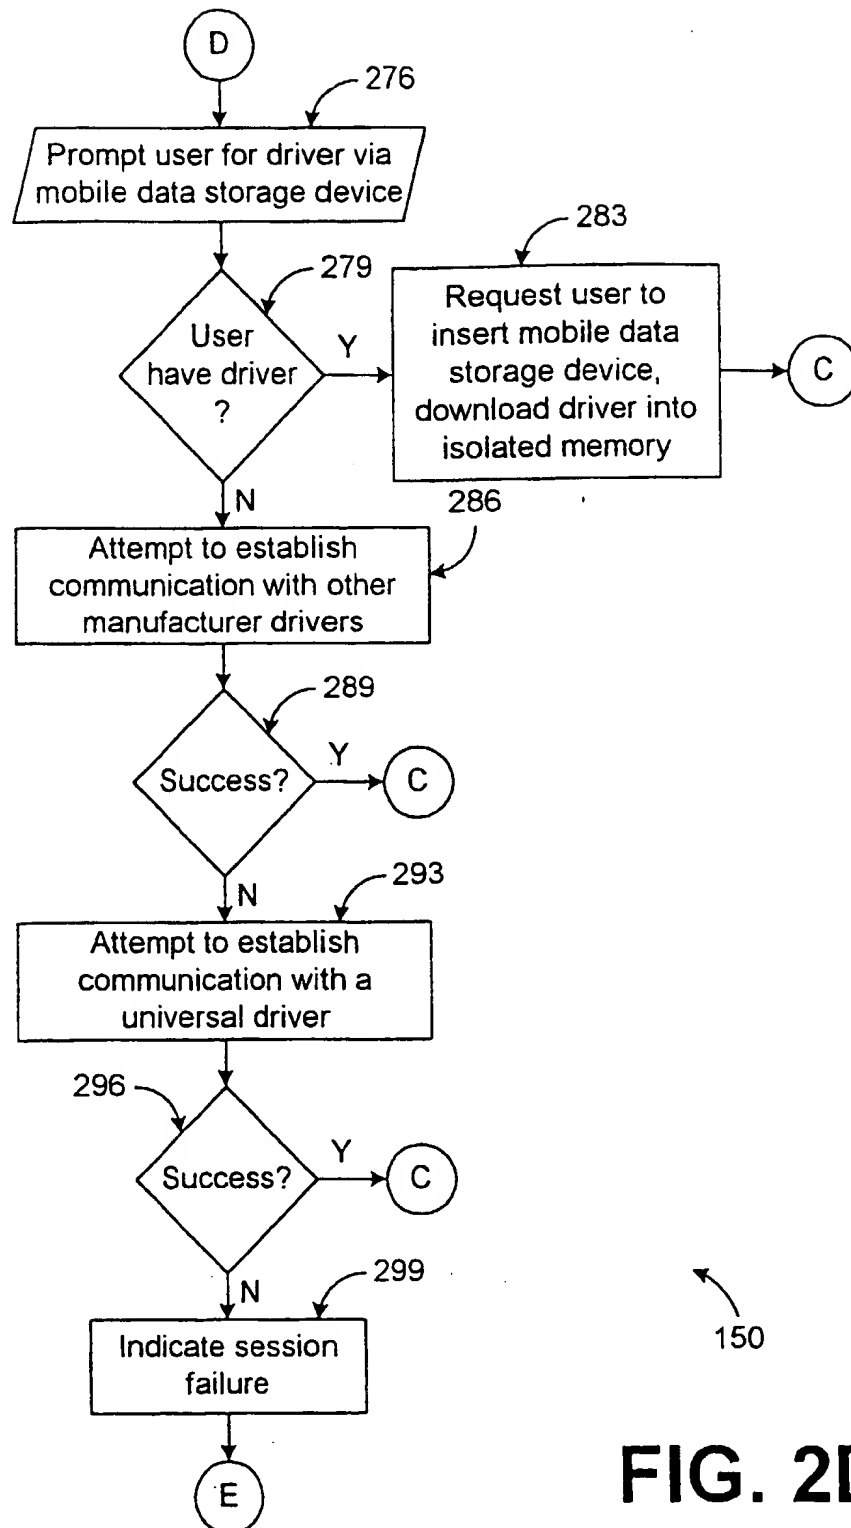 D
276
Prompt user for driver via
mobile data storage device
283
279
User
have driver
?
Y
Request user to
insert mobile data
storage device,
download driver into
isolated memory
C
N
286
Attempt to establish
communication with other
manufacturer drivers
289
Success?
Y
C
N
293
Attempt to establish
communication with a
universal driver
296
Success?
Y
C
N
299
Indicate session
failure
150
E
FIG. 2D